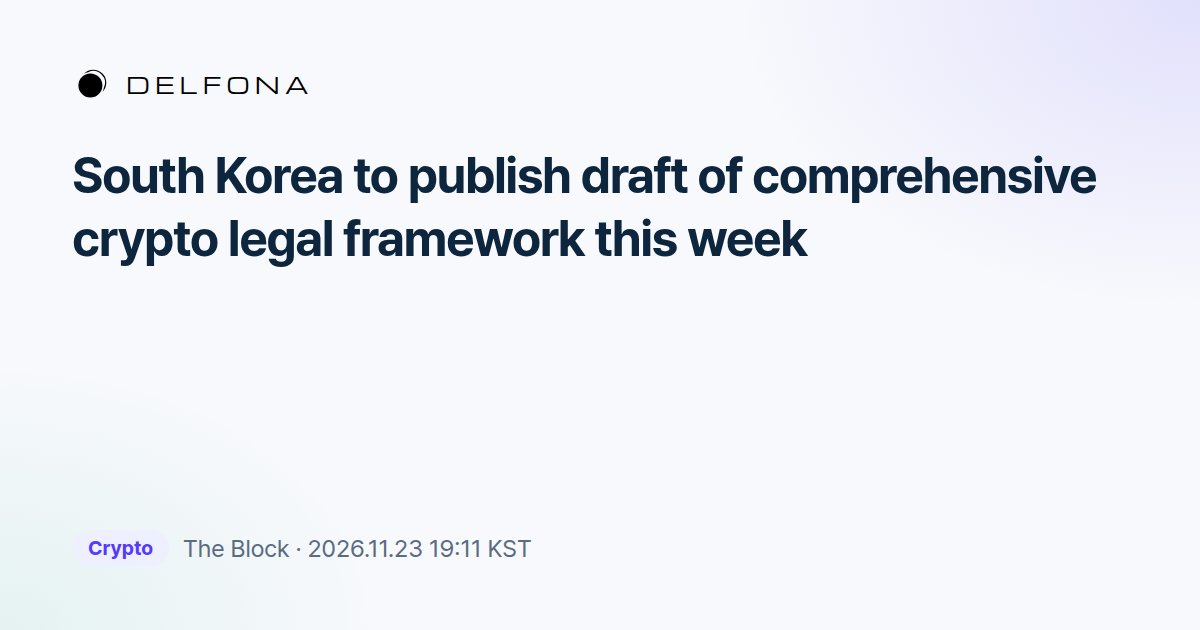 DELFONA
South Korea to publish draft of comprehensive
crypto legal framework this week
Crypto The Block · 2026.11.23 19:11 KST